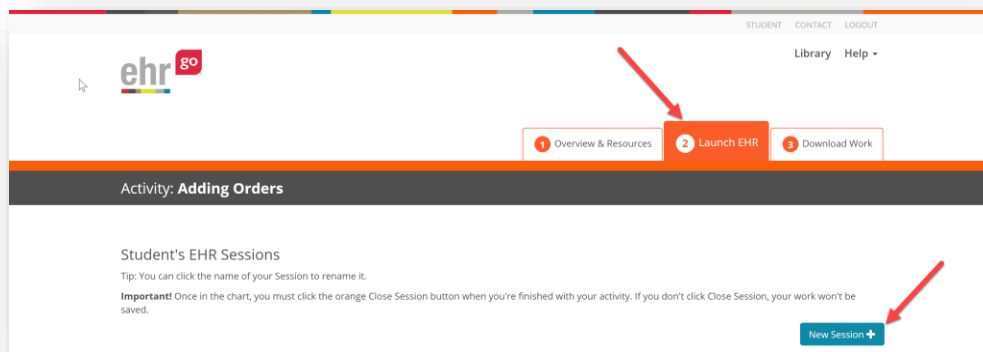 STUDENT CONTACT LOGOUT
Library Help
ehr go
1 Overview & Resources 2 Launch EHR 3 Download Work
Activity: Adding Orders
Student's EHR Sessions
Tip: You can click the name of your Session to rename it.
Important! Once in the chart, you must click the orange Close Session button when you're finished with your activity. If you don't click Close Session, your work won't be
saved.
New Session +